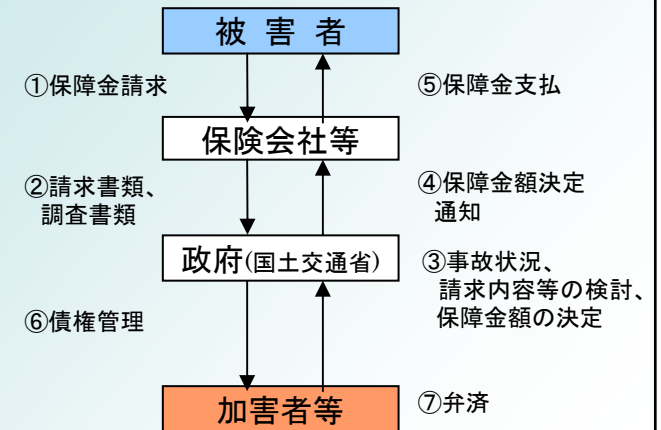 被 害 者
①保障金請求
⑤保障金支払
保険会社等
②請求書類、
調査書類
④保障金額決定
通知
政府(国土交通省)
③事故状況、
請求内容等の検討、
保障金額の決定
⑥債権管理
加害者等
⑦弁済